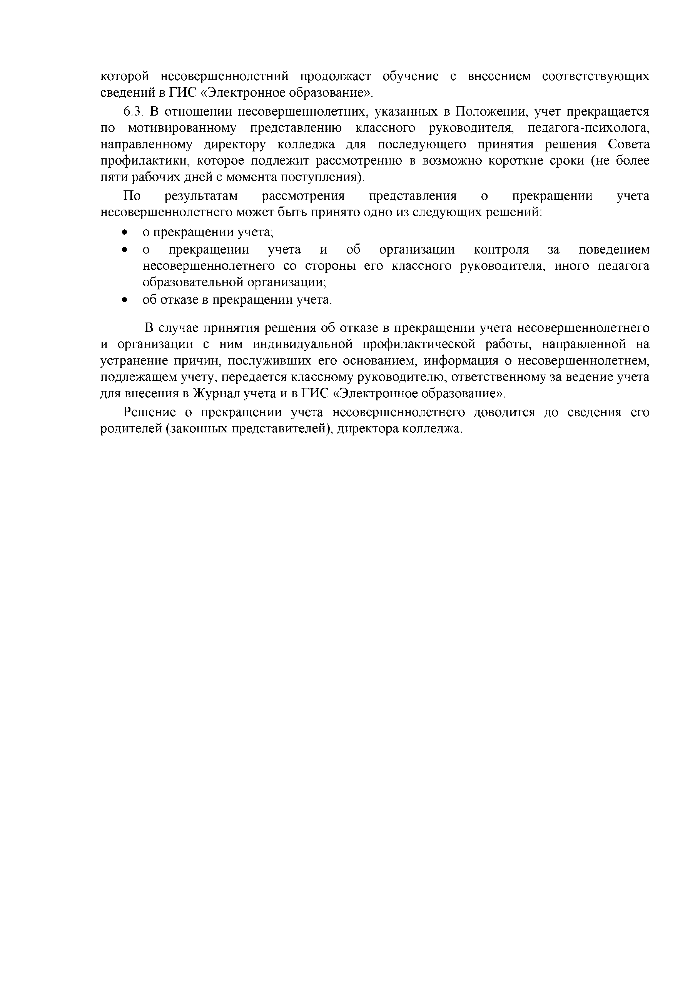 которой несовершеннолетний продолжает обучение с внесением соответствующих
сведений в ГИС «Электронное образование».
6.3. В отношении несовершеннолетних, указанных в Положении, учет прекращается
по мотивированному представлению классного руководителя, педагога-психолога,
направленному директору колледжа для последующего принятия решения Совета
профилактики, которое подлежит рассмотрению в возможно короткие сроки (не более
пяти рабочих дней с момента поступления).
По результатам рассмотрения представления о прекращении учета
несовершеннолетнего может быть принято одно из следующих решений:
• о прекращении учета;
• о прекращении учета и об организации контроля за поведением
несовершеннолетнего со стороны его классного руководителя, иного педагога
образовательной организации;
• об отказе в прекращении учета.
В случае принятия решения об отказе в прекращении учета несовершеннолетнего
и организации с ним индивидуальной профилактической работы, направленной на
устранение причин, послуживших его основанием, информация о несовершеннолетнем,
подлежащем учету, передается классному руководителю, ответственному за ведение учета
для внесения в Журнал учета и в ГИС «Электронное образование».
Решение о прекращении учета несовершеннолетнего доводится до сведения его
родителей (законных представителей), директора колледжа.